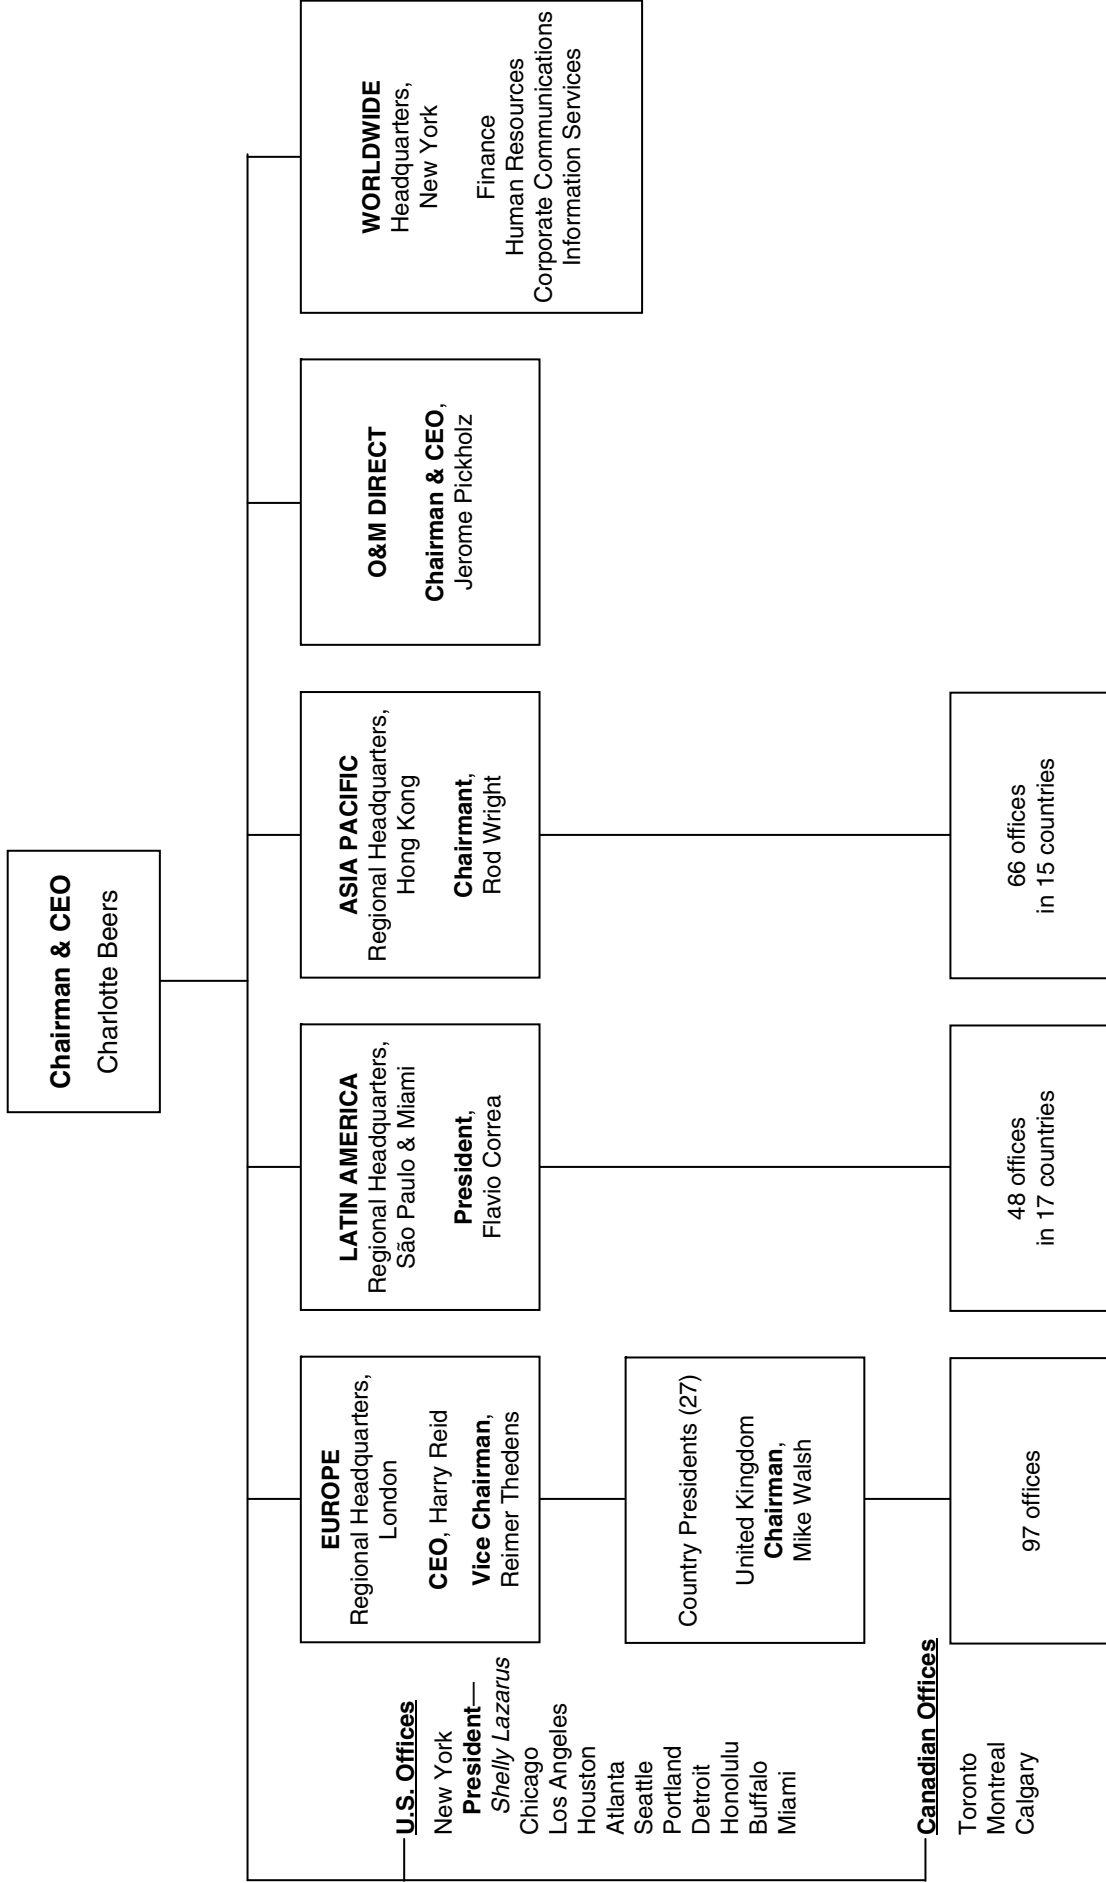 Chairman & CEO
Charlotte Beers
U.S. Offices
New York
President—
Shelly Lazarus
Chicago
Los Angeles
Houston
Atlanta
Seattle
Portland
Detroit
Honolulu
Buffalo
Miami
Canadian Offices
Toronto
Montreal
Calgary
EUROPE
Regional Headquarters,
London
CEO, Harry Reid
Vice Chairman,
Reimer Thedens
Country Presidents (27)
United Kingdom
Chairman,
Mike Walsh
97 offices
LATIN AMERICA
Regional Headquarters,
São Paulo & Miami
President,
Flavio Correa
48 offices
in 17 countries
ASIA PACIFIC
Regional Headquarters,
Hong Kong
Chairmant,
Rod Wright
66 offices
in 15 countries
O&M DIRECT
Chairman & CEO,
Jerome Pickholz
WORLDWIDE
Headquarters,
New York
Finance
Human Resources
Corporate Communications
Information Services